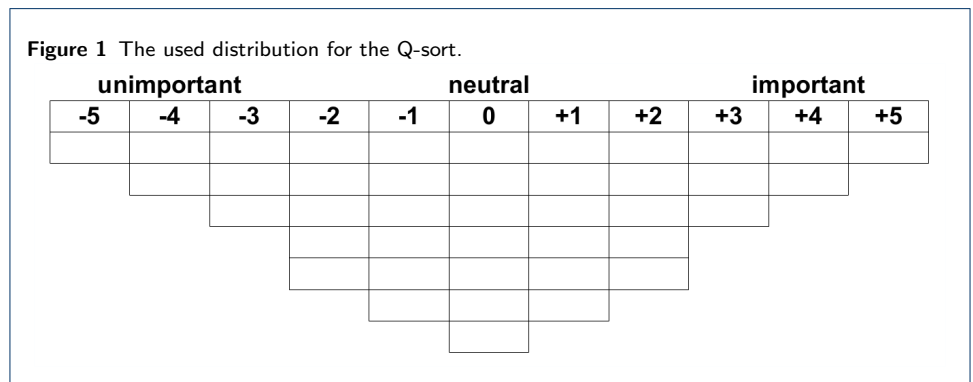 Figure 1 The used distribution for the Q-sort.
unimportant neutral important
-5 -4 -3 -2 -1 0 +1 +2 +3 +4 +5